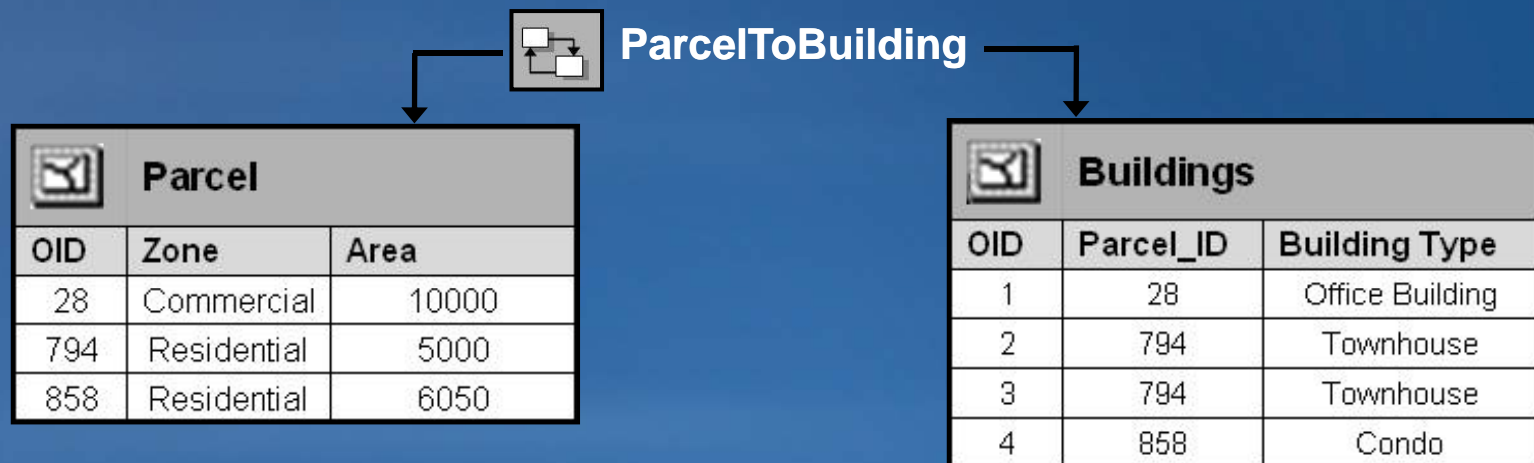 ParcelToBuilding
Parcel
OID Zone Area
28 Commercial 10000
794 Residential 5000
858 Residential 6050
Buildings
OID Parcel_ID Building Type
1 28 Office Building
2 794 Townhouse
3 794 Townhouse
4 858 Condo